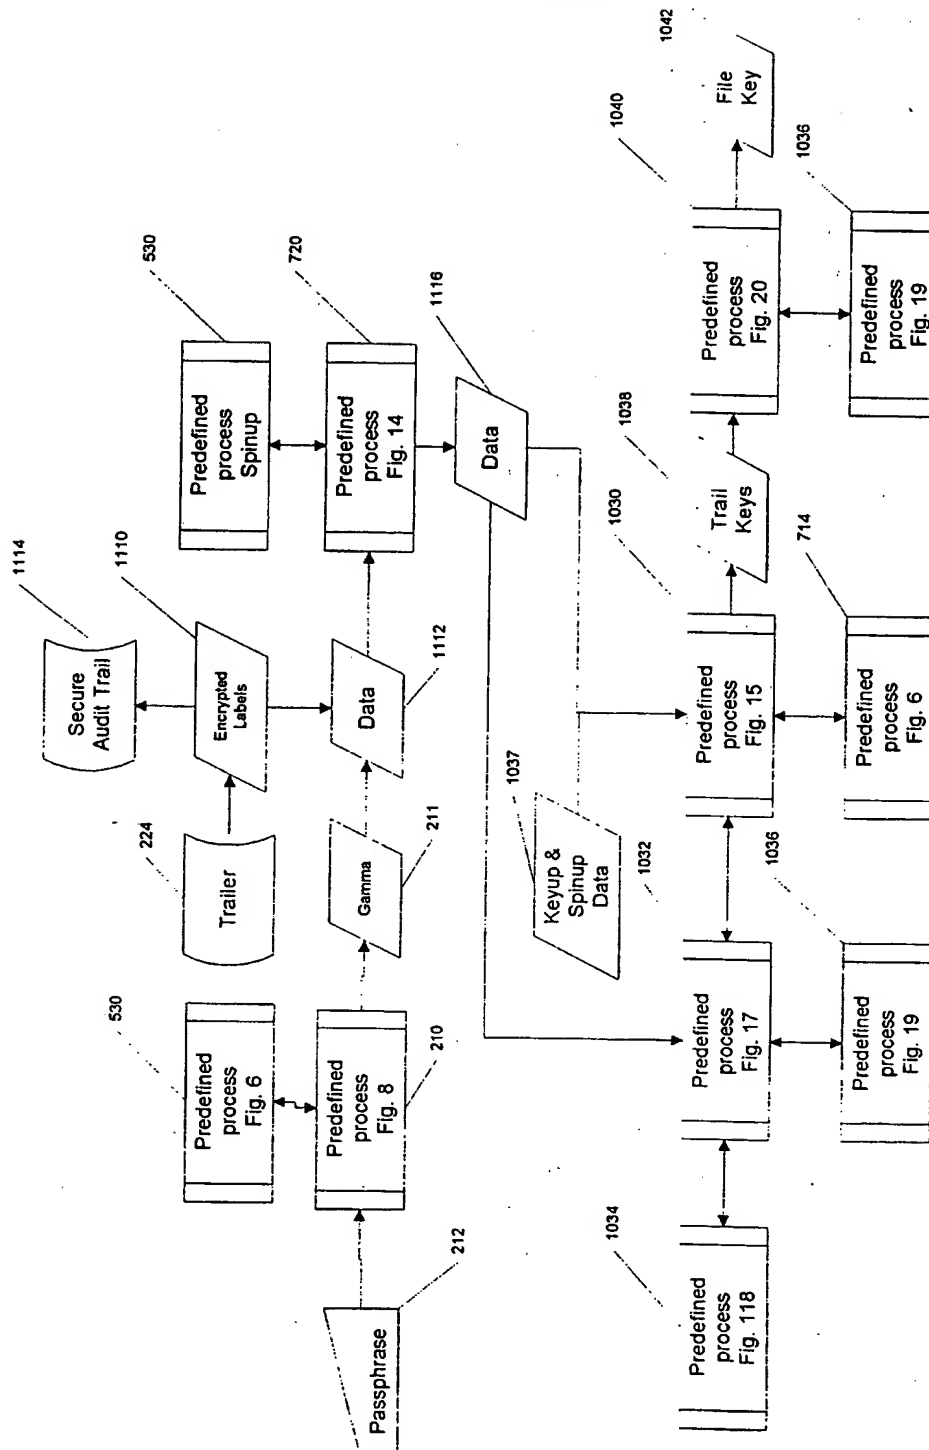 1114
Secure
Audit Trail
530
Predefined
process
Fig. 6
224
Trailer
1110
Encrypted
Labels
530
Predefined
process
Spinup
Passphrase
212
Predefined
process
Fig. 8
210
Gamma
211
Data
1112
Predefined
process
Fig. 14
720
Data
1116
1037
Keyup &
Spinup
Data
1034
Predefined
process
Fig. 118
1032
Predefined
process
Fig. 17
1030
Predefined
process
Fig. 15
1038
Trail
Keys
1040
Predefined
process
Fig. 20
1042
File
Key
1036
Predefined
process
Fig. 19
714
Predefined
process
Fig. 6
1036
Predefined
process
Fig. 19